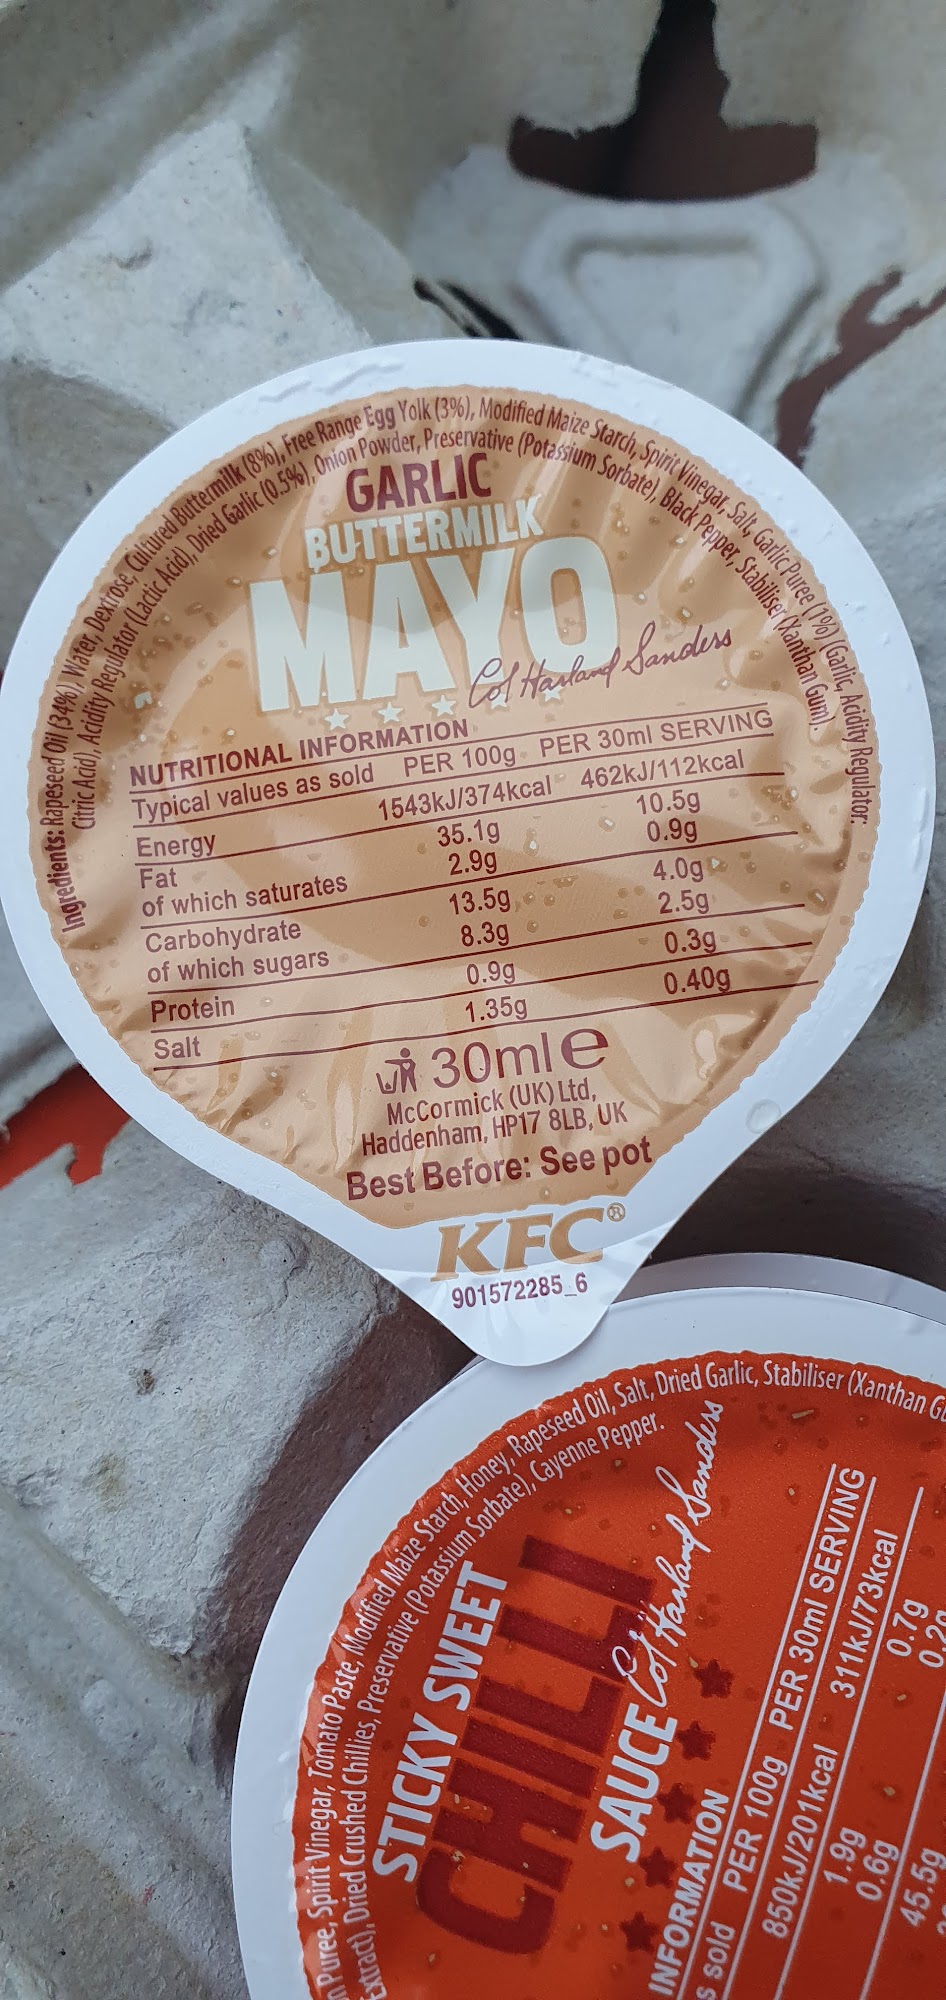 Ingredients: Rapeseed Oil (34%), Water, Dextrose, Cultured Buttermilk (8%), Free Range Egg Yolk (3%), Modified Maize Starch, Spirit Vinegar, Salt, Garlic Puree (1%) (Garlic, Acidity Regulator:
Citric Acid), Acidity Regulator (Lactic Acid), Dried Garlic (0.5%), Onion Powder, Preservative (Potassium Sorbate), Black Pepper, Stabiliser (Xanthan Gum).
GARLIC
BUTTERMILK
MAYO
Col Harland Sanders
NUTRITIONAL INFORMATION
Typical values as sold PER 100g PER 30ml SERVING
Energy 1543kJ/374kcal 462kJ/112kcal
Fat 35.1g 10.5g
of which saturates 2.9g 0.9g
Carbohydrate 13.5g 4.0g
of which sugars 8.3g 2.5g
Protein 0.9g 0.3g
Salt 1.35g 0.40g
30ml e
McCormick (UK) Ltd,
Haddenham, HP17 8LB, UK
Best Before: See pot
KFC®
901572285_6
Puree, Spirit Vinegar, Tomato Paste, Modified Maize Starch, Honey, Rapeseed Oil, Salt, Dried Garlic, Stabiliser (Xanthan
Extract), Dried Crushed Chillies, Preservative (Potassium Sorbate), Cayenne Pepper.
STICKY SWEET
CHILLI
SAUCE
Col Harland Sanders
INFORMATION
sold PER 100g PER 30ml SERVING
850kJ/201kcal 311kJ/73kcal
1.9g 0.7g
0.6g 0.2g
45.5g